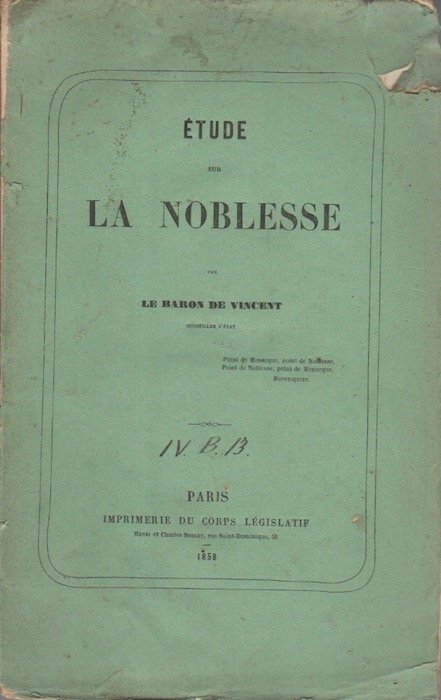 ÉTUDE
SUR
LA NOBLESSE
PAR
LE BARON DE VINCENT
CONSEILLER D'ÉTAT
Point de Monarque, point de Noblesse,
Point de Noblesse, point de Monarque.
MONTESQUIEU.
IV. B. 13.
PARIS
IMPRIMERIE DU CORPS LÉGISLATIF
HENRI et Charles NOBLET, rue Saint-Dominique, 56
1858